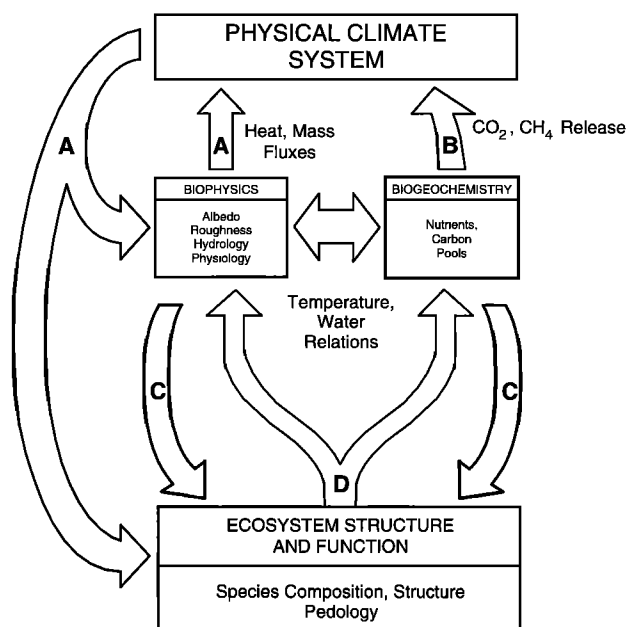 PHYSICAL CLIMATE
SYSTEM
A
A
Heat, Mass
Fluxes
B
CO2, CH4 Release
BIOPHYSICS
Albedo
Roughness
Hydrology
Physiology
BIOGEOCHEMISTRY
Nutrients,
Carbon
Pools
Temperature,
Water
Relations
C
C
D
ECOSYSTEM STRUCTURE
AND FUNCTION
Species Composition, Structure
Pedology